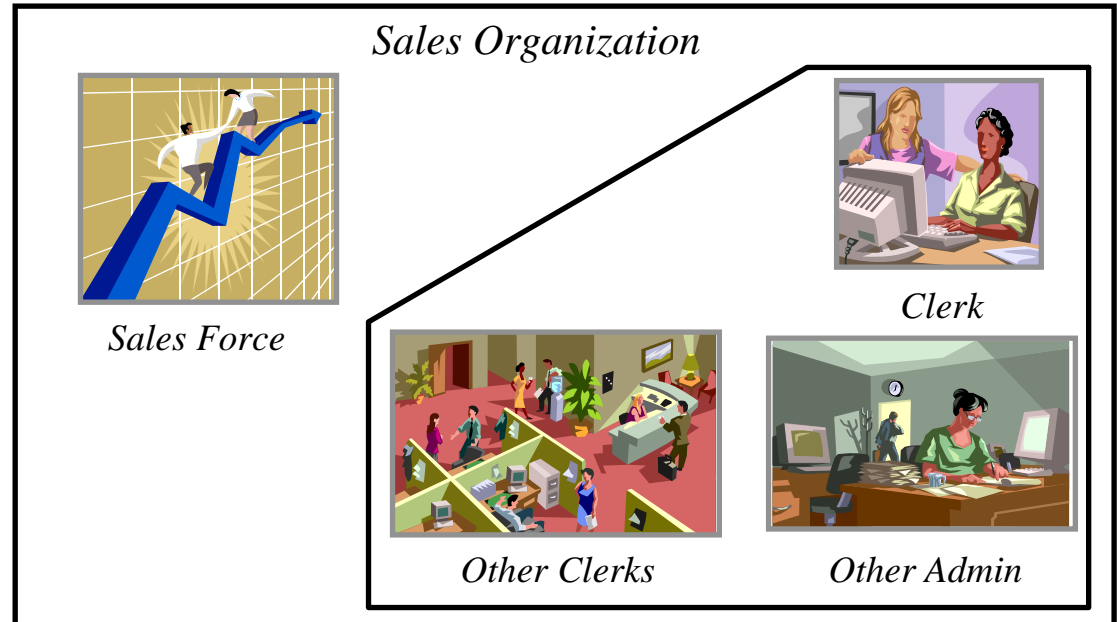 Sales Organization
Sales Force
Clerk
Other Clerks
Other Admin